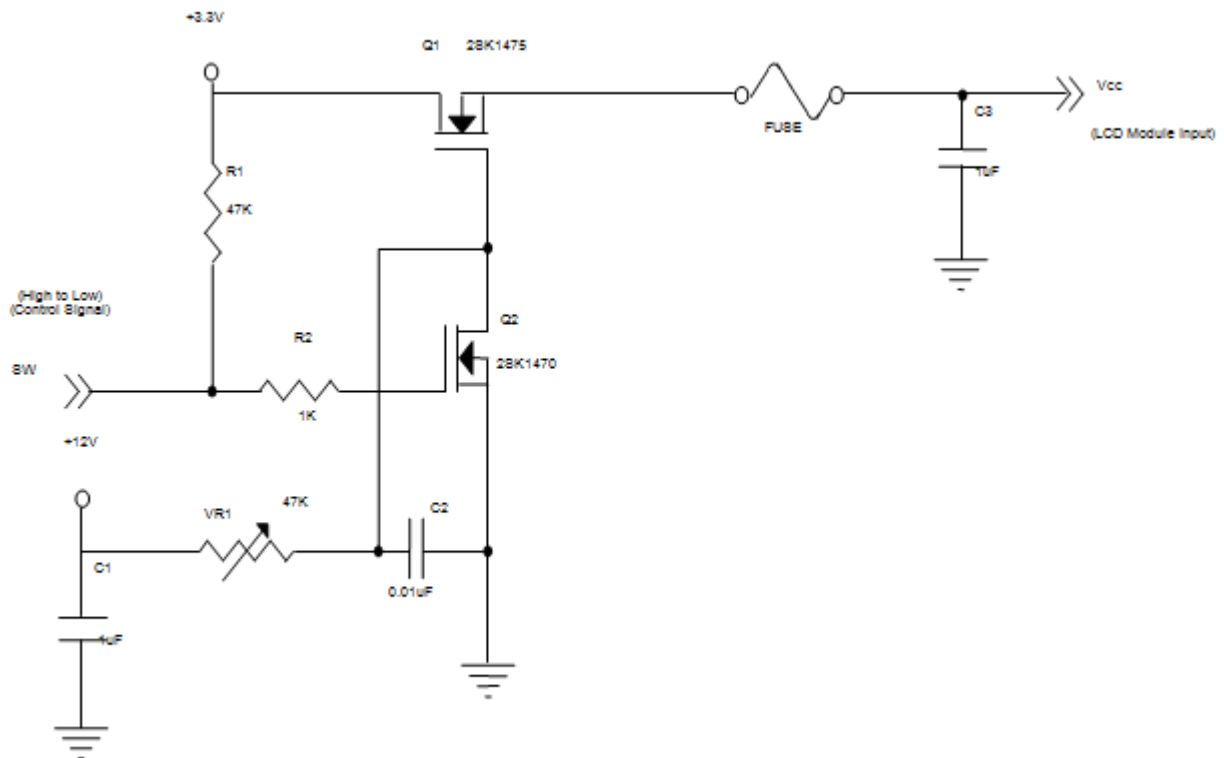 +3.3V
Q1 2SK1475
FUSE
Vcc
C3
(LCD Module Input)
1uF
R1
47K
(High to Low)
(Control Signal)
SW
R2
1K
Q2
2SK1470
+12V
VR1
47K
C2
0.01uF
C1
1uF